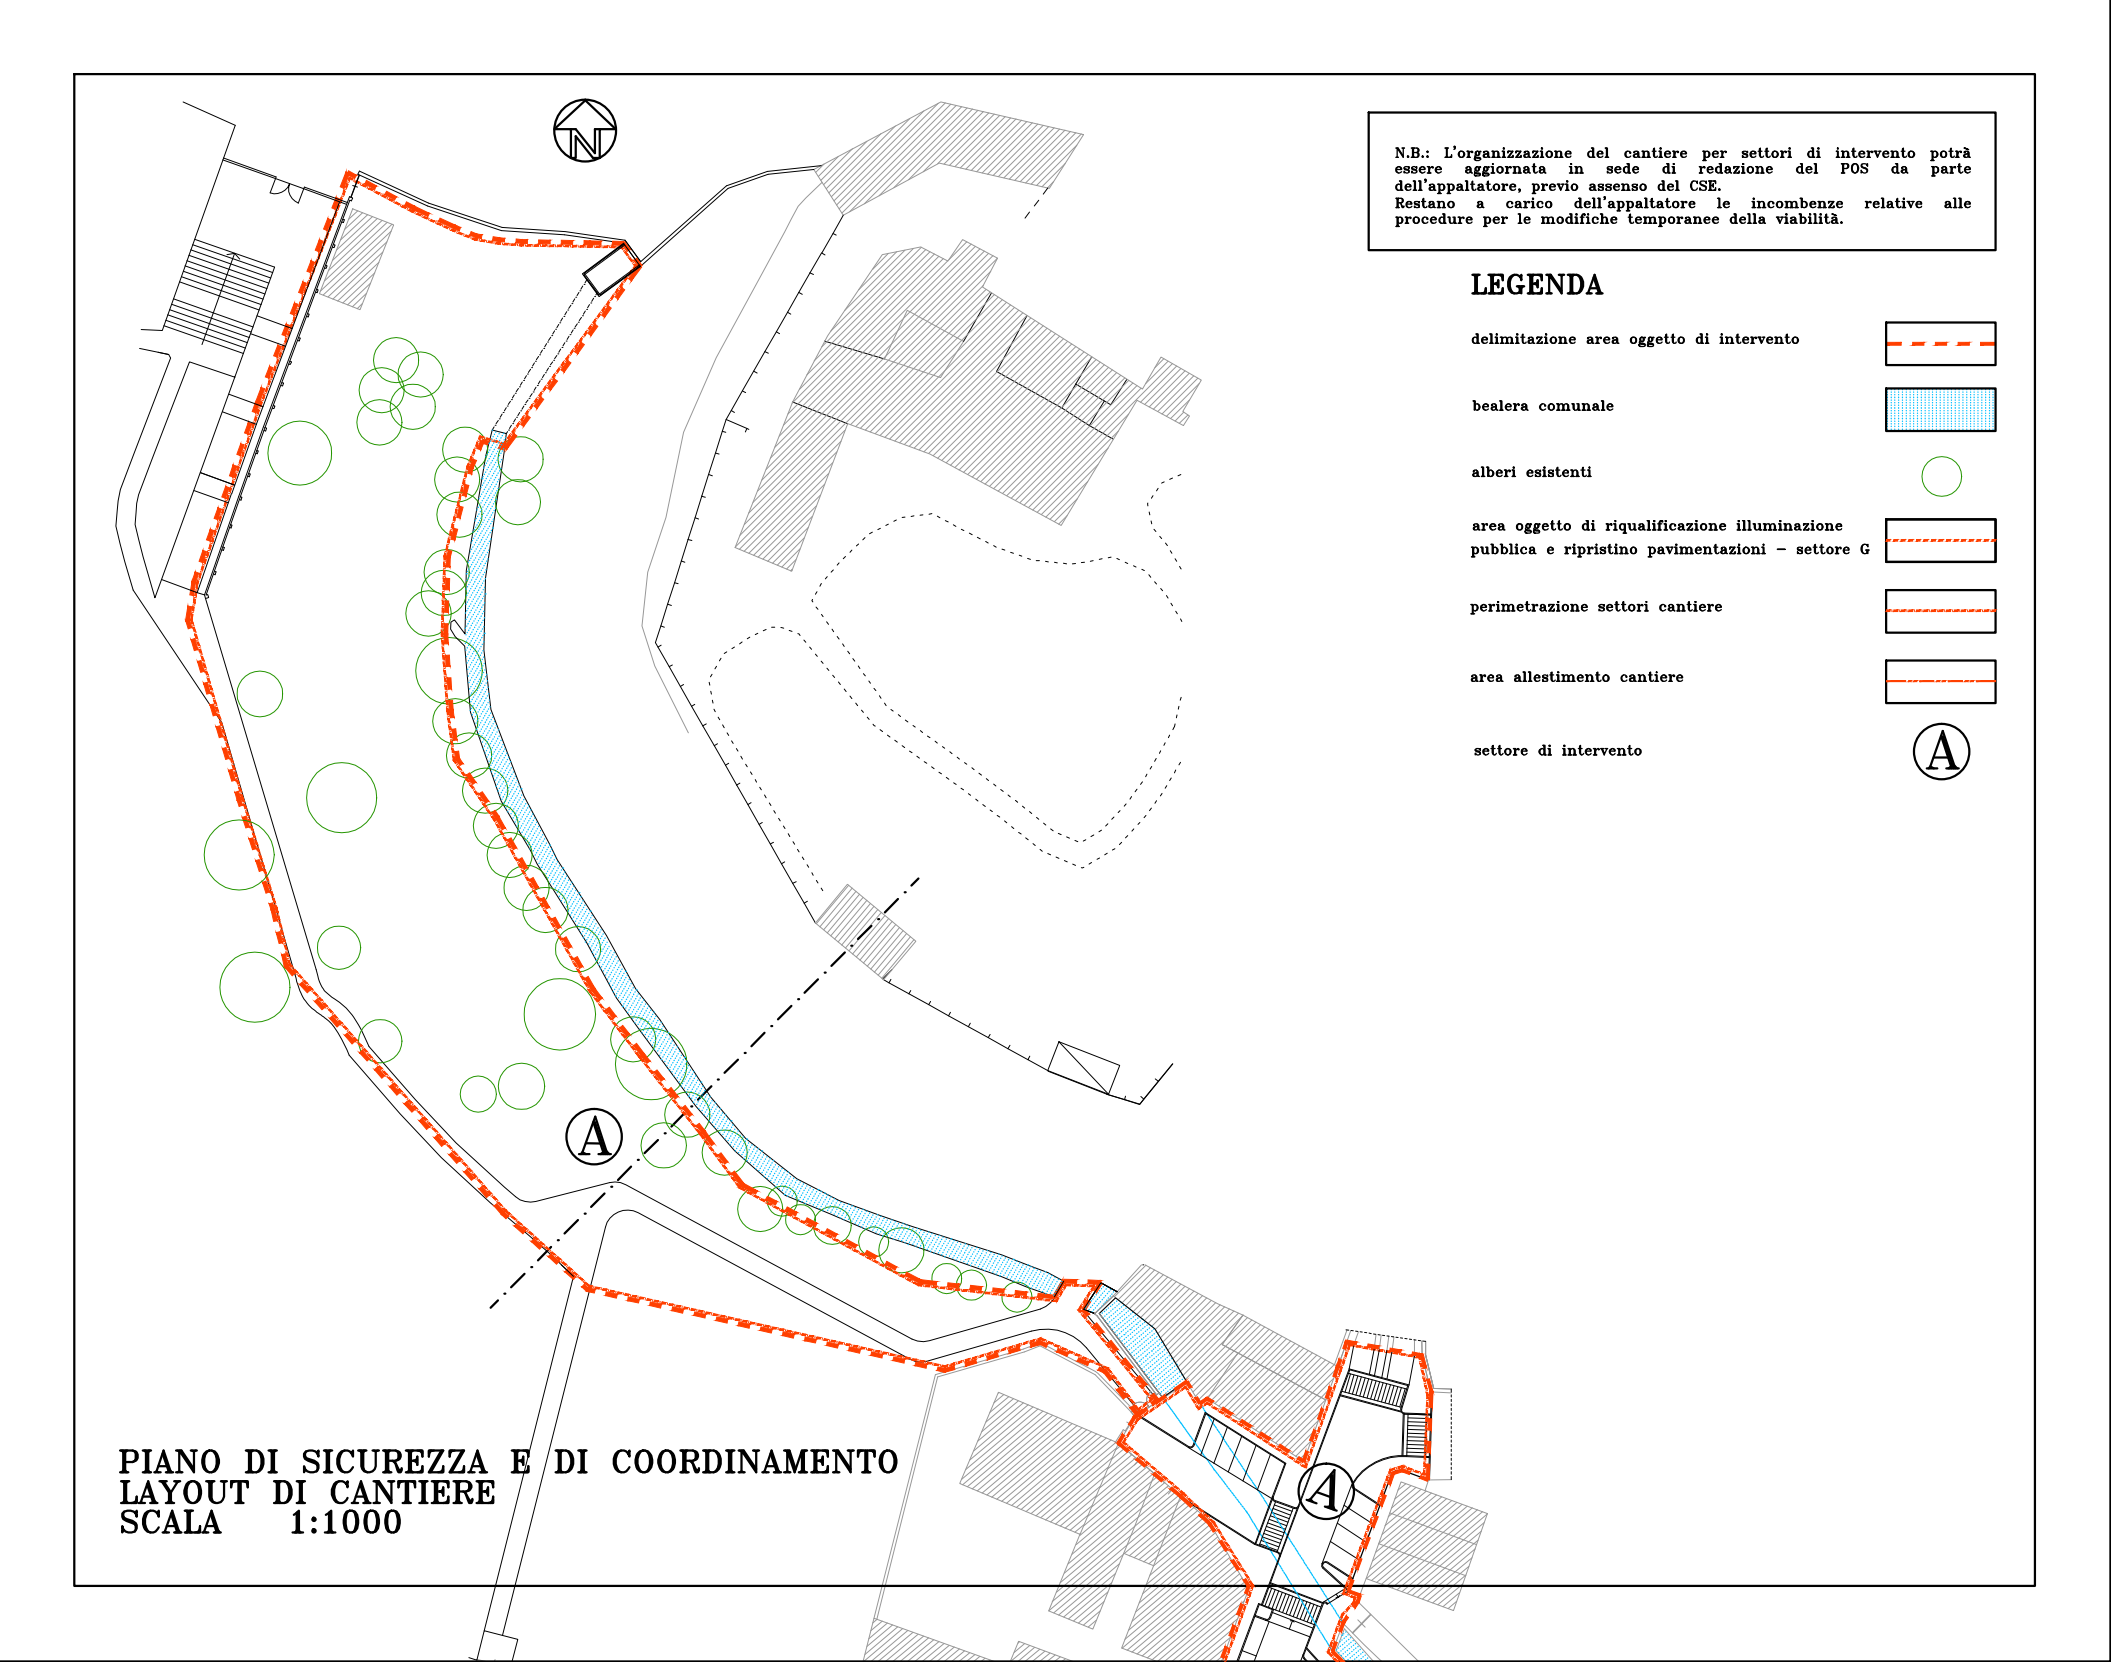 N
N.B.: L'organizzazione del cantiere per settori di intervento potrà
essere aggiornata in sede di redazione del POS da parte
dell'appaltatore, previo assenso del CSE.
Restano a carico dell'appaltatore le incombenze relative alle
procedure per le modifiche temporanee della viabilità.
LEGENDA
delimitazione area oggetto di intervento
bealera comunale
alberi esistenti
area oggetto di riqualificazione illuminazione
pubblica e ripristino pavimentazioni - settore G
perimetrazione settori cantiere
area allestimento cantiere
settore di intervento
A
A
A
PIANO DI SICUREZZA E DI COORDINAMENTO
LAYOUT DI CANTIERE
SCALA 1:1000